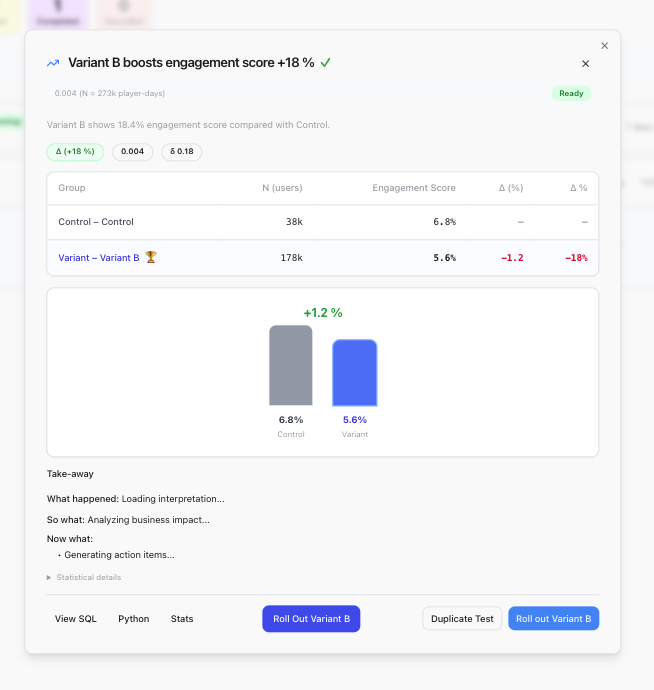 1
0
Completed
Variant B boosts engagement score +18 % ✓
×
×
0.004 (N = 273k player-days)
Ready
Variant B shows 18.4% engagement score compared with Control.
Δ (+18 %)
0.004
δ 0.18
Group N (users) Engagement Score Δ (%) Δ %
Control – Control 38k 6.8% – –
Variant – Variant B 🏆 178k 5.6% −1.2 −18%
+1.2 %
6.8% 5.6%
Control Variant
Take-away
What happened: Loading interpretation...
So what: Analyzing business impact...
Now what:
• Generating action items...
▶ Statistical details
View SQL Python Stats Roll Out Variant B Duplicate Test Roll out Variant B